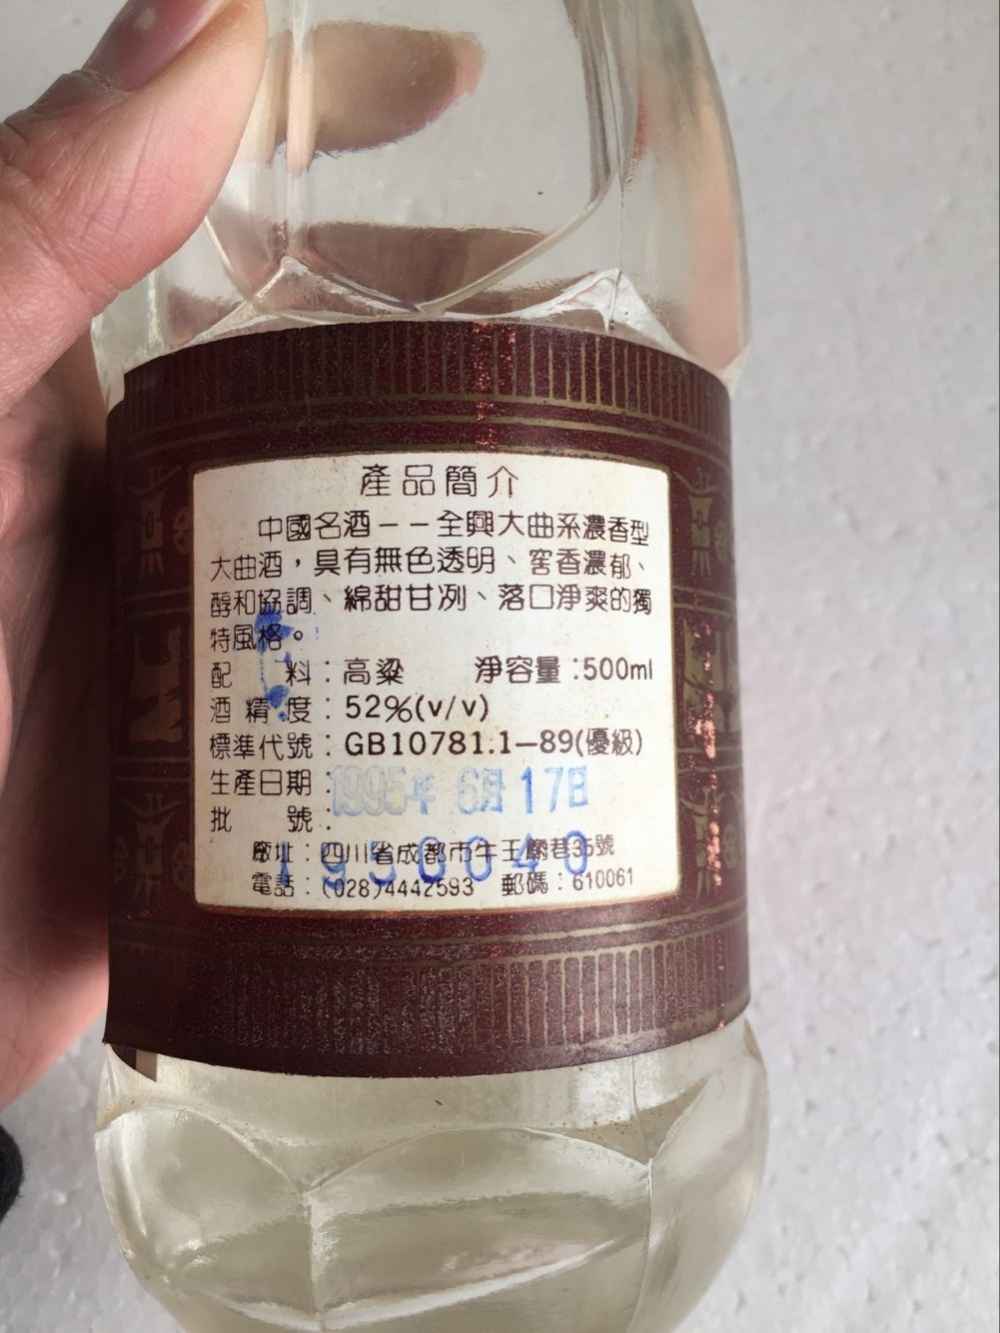 產品簡介
中國名酒－－全興大曲系濃香型
大曲酒，具有無色透明、窖香濃郁、
醇和協調、綿甜甘冽、落口淨爽的獨
特風格。
配 料：高粱 淨容量：500ml
酒精度：52%(v/v)
標準代號：GB10781.1—89(優級)
生產日期：1995年 6月 17日
批 號：
廠址：四川省成都市牛王廟巷35號
電話：(028)4442593 郵碼：610061